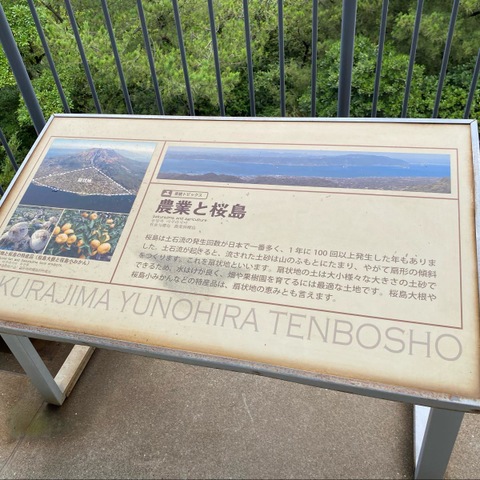 農業と桜島
桜島は土石流の発生回数が日本で一番多く、1年に100回以上発生した年もありま
した。土石流が起きると、流された土砂は山のふもとにたまり、やがて扇形の傾斜
をつくります。これを扇状地といいます。扇状地の土は大小様々な大きさの土砂で
できるため、水はけが良く、畑や果樹園を育てるには最適な土地です。桜島大根や
桜島小みかんなどの特産品は、扇状地の恵みとも言えます。
KURAJIMA YUNOHIRA TENBOSHO